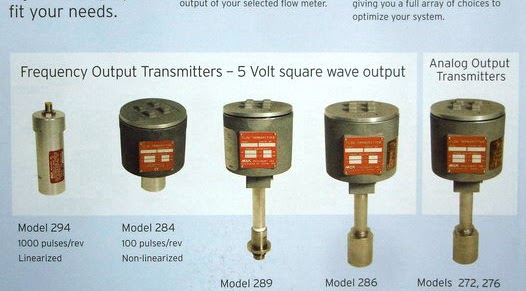 fit your needs.
output of your selected flow meter.
giving you a full array of choices to
optimize your system.
Frequency Output Transmitters – 5 Volt square wave output
Analog Output
Transmitters
Model 294
1000 pulses/rev
Linearized
Model 284
100 pulses/rev
Non-linearized
Model 289
Model 286
Models 272, 276